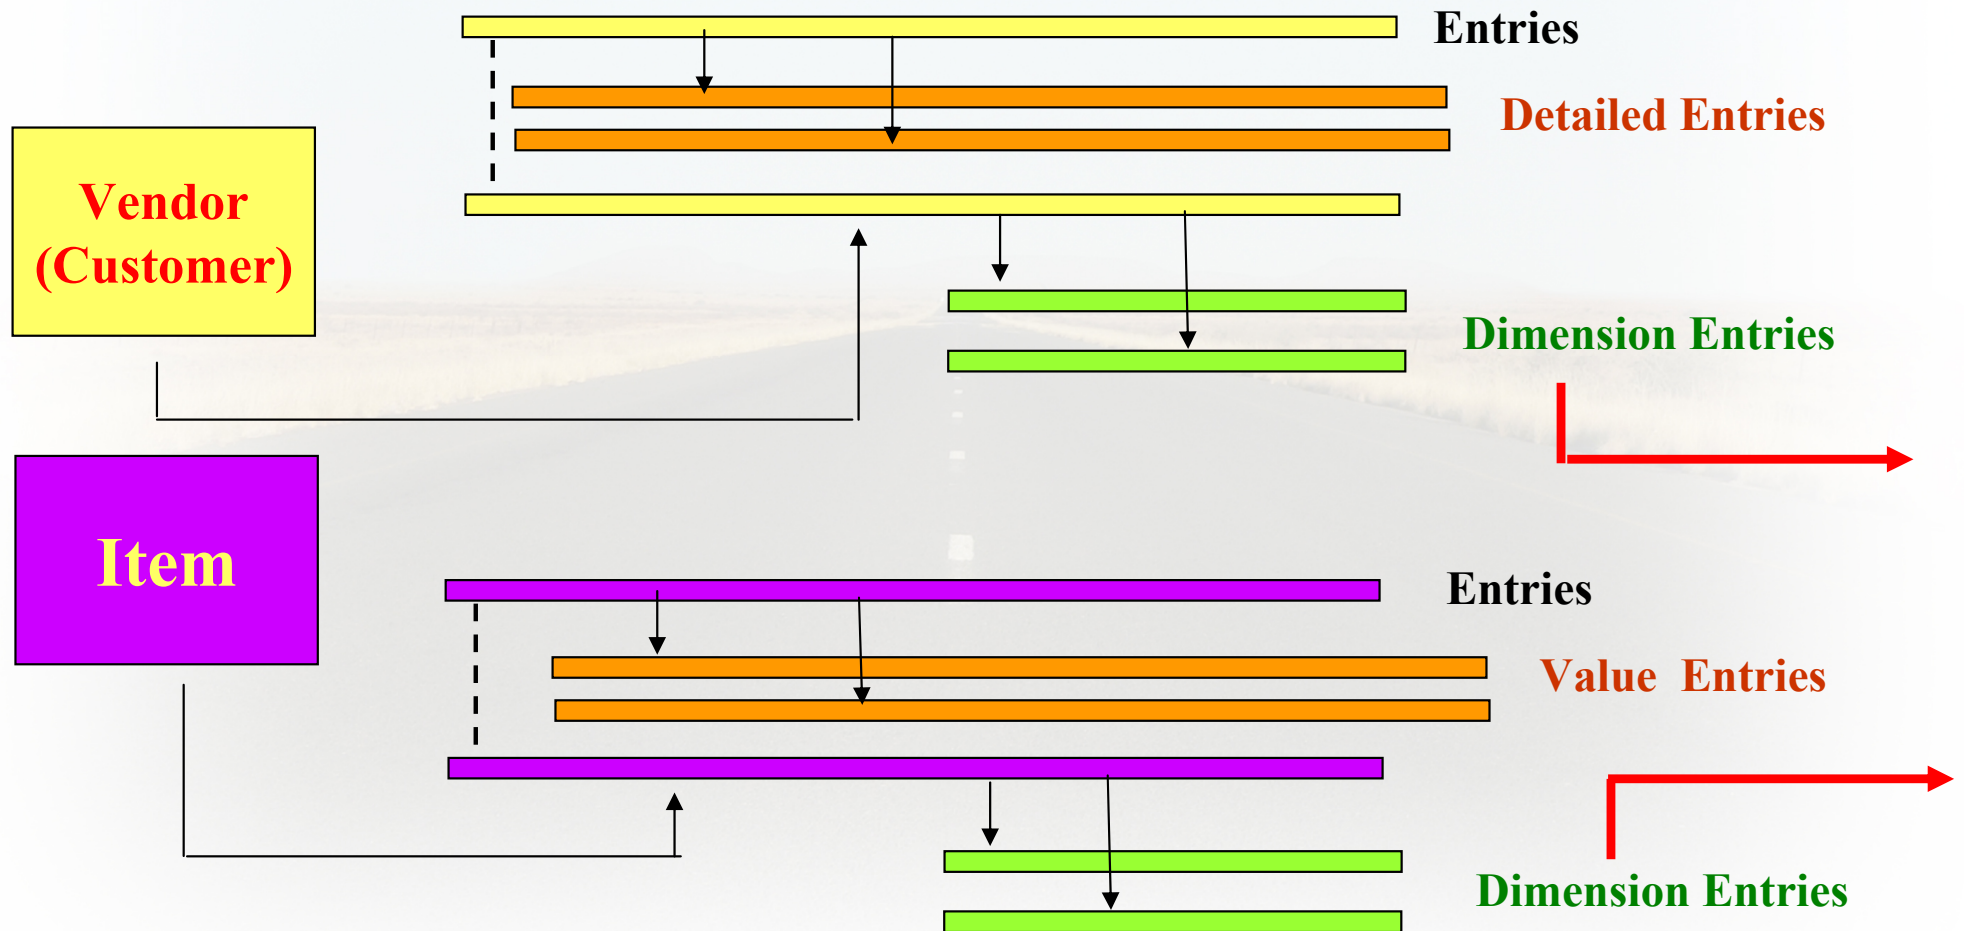 Entries
Detailed Entries
Vendor
(Customer)
Dimension Entries
Item
Entries
Value Entries
Dimension Entries